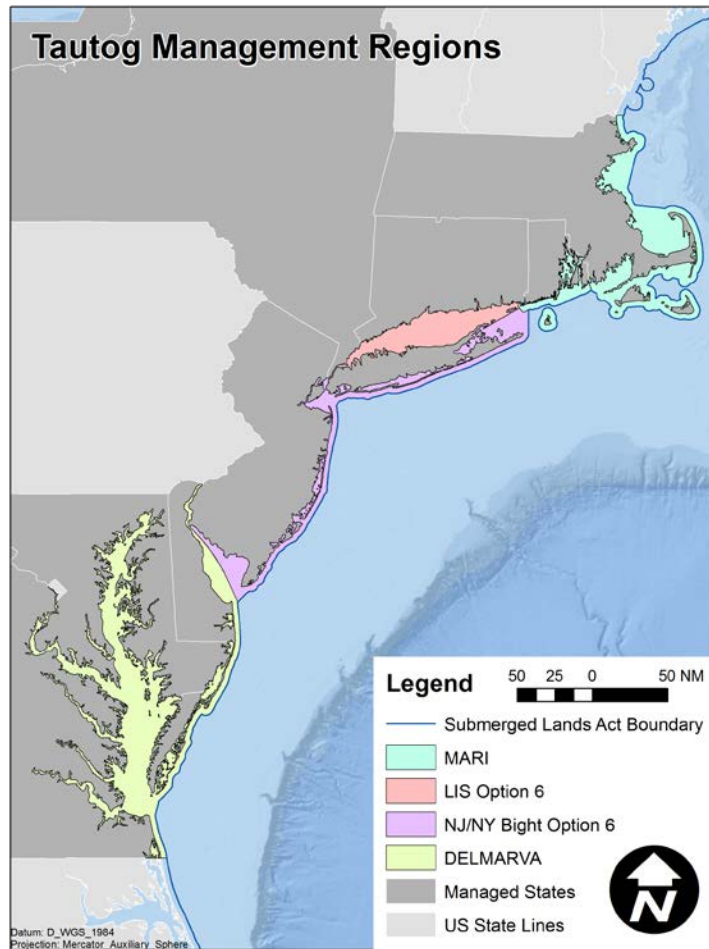 Tautog Management Regions
Legend
50 25 0 50 NM
Submerged Lands Act Boundary
MARI
LIS Option 6
NJ/NY Bight Option 6
DELMARVA
Managed States
US State Lines
N
Datum: D_WGS_1984
Projection: Mercator_Auxiliary_Sphere